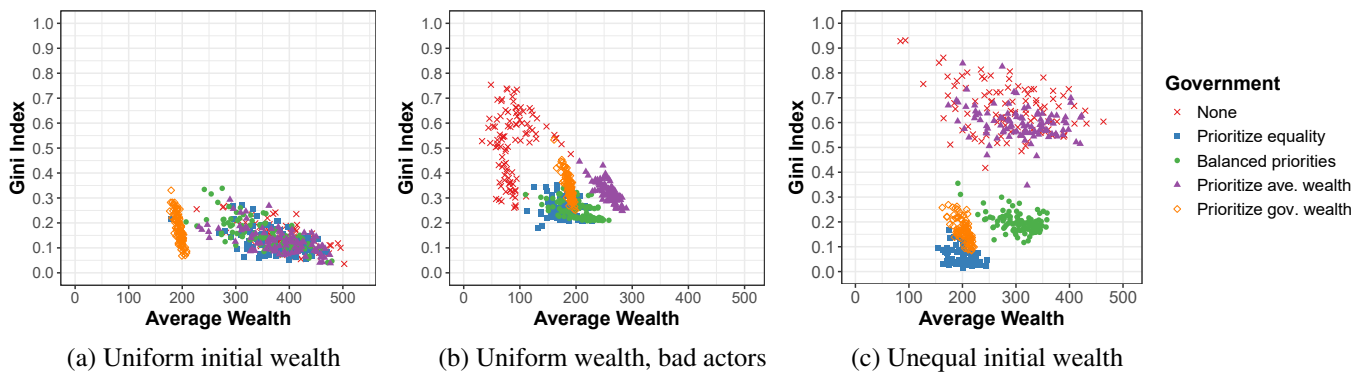 1.0
0.9
0.8
0.7
0.6
0.5
0.4
0.3
0.2
0.1
0.0
Gini Index
0 100 200 300 400 500
Average Wealth
(a) Uniform initial wealth
1.0
0.9
0.8
0.7
0.6
0.5
0.4
0.3
0.2
0.1
0.0
Gini Index
0 100 200 300 400 500
Average Wealth
(b) Uniform wealth, bad actors
1.0
0.9
0.8
0.7
0.6
0.5
0.4
0.3
0.2
0.1
0.0
Gini Index
0 100 200 300 400 500
Average Wealth
(c) Unequal initial wealth
Government
None
Prioritize equality
Balanced priorities
Prioritize ave. wealth
Prioritize gov. wealth